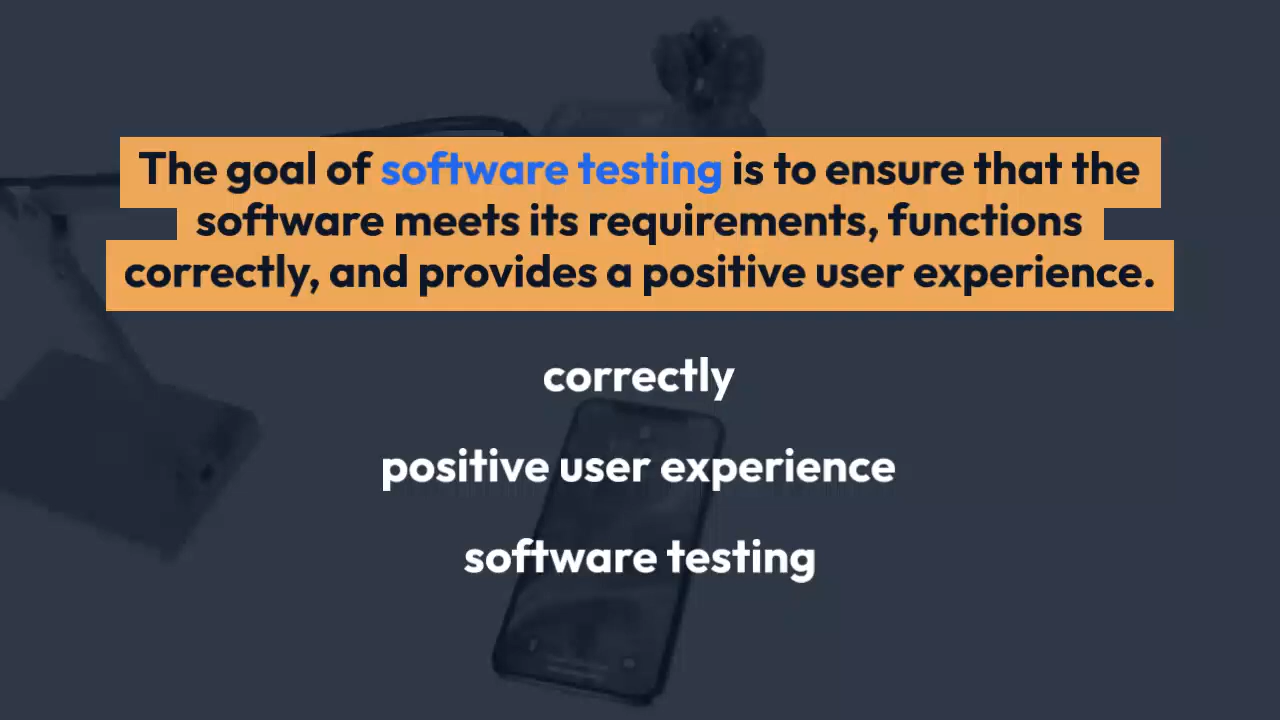 The goal of software testing is to ensure that the
software meets its requirements, functions
correctly, and provides a positive user experience.
correctly
positive user experience
software testing